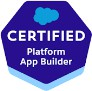 CERTIFIED
Platform
App Builder